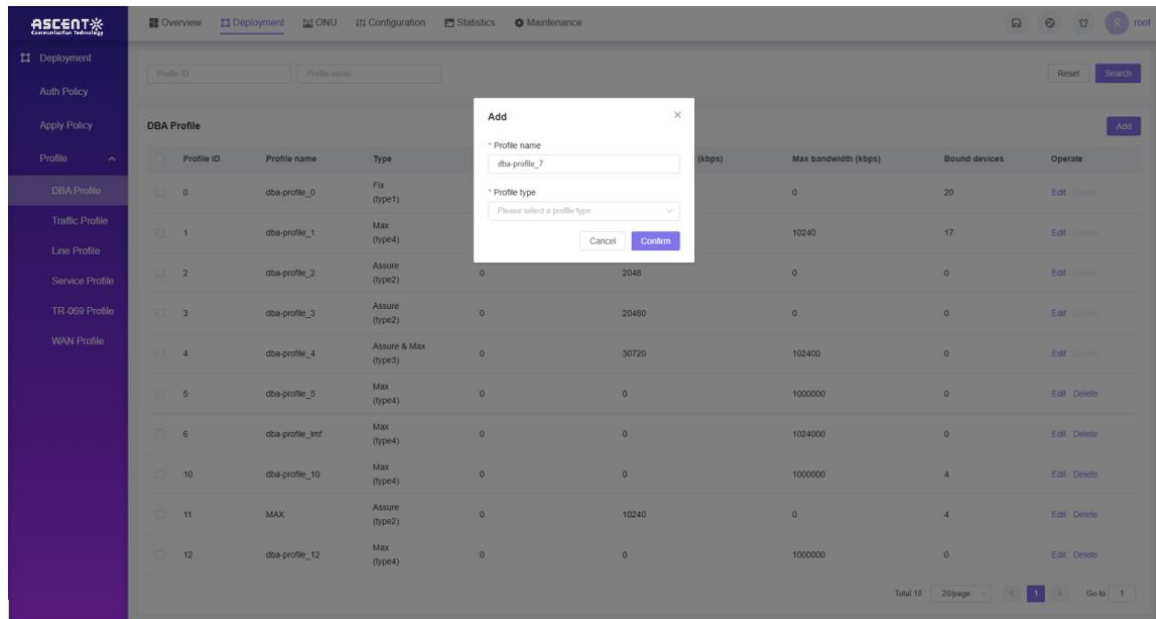 ASCENT
Communication Technology
Overview Deployment ONU Configuration Statistics Maintenance root
Deployment
Auth Policy
Apply Policy
Profile
DBA Profile
Traffic Profile
Line Profile
Service Profile
TR-069 Profile
WAN Profile
Profile ID Profile name Reset Search
DBA Profile Add
Add
* Profile name
dba-profile_7
* Profile type
Please select a profile type
Cancel Confirm
Profile ID Profile name Type (kbps) Max bandwidth (kbps) Bound devices Operate
0 dba-profile_0 Fix (type1) 0 20 Edit Delete
1 dba-profile_1 Max (type4) 10240 17 Edit Delete
2 dba-profile_2 Assure (type2) 0 2048 0 0 Edit Delete
3 dba-profile_3 Assure (type2) 0 20480 0 0 Edit Delete
4 dba-profile_4 Assure & Max (type3) 0 30720 102400 0 Edit Delete
5 dba-profile_5 Max (type4) 0 0 1000000 0 Edit Delete
6 dba-profile_lmf Max (type4) 0 0 1024000 0 Edit Delete
10 dba-profile_10 Max (type4) 0 0 1000000 4 Edit Delete
11 MAX Assure (type2) 0 10240 0 4 Edit Delete
12 dba-profile_12 Max (type4) 0 0 1000000 0 Edit Delete
Total 10 20/page 1 Go to 1